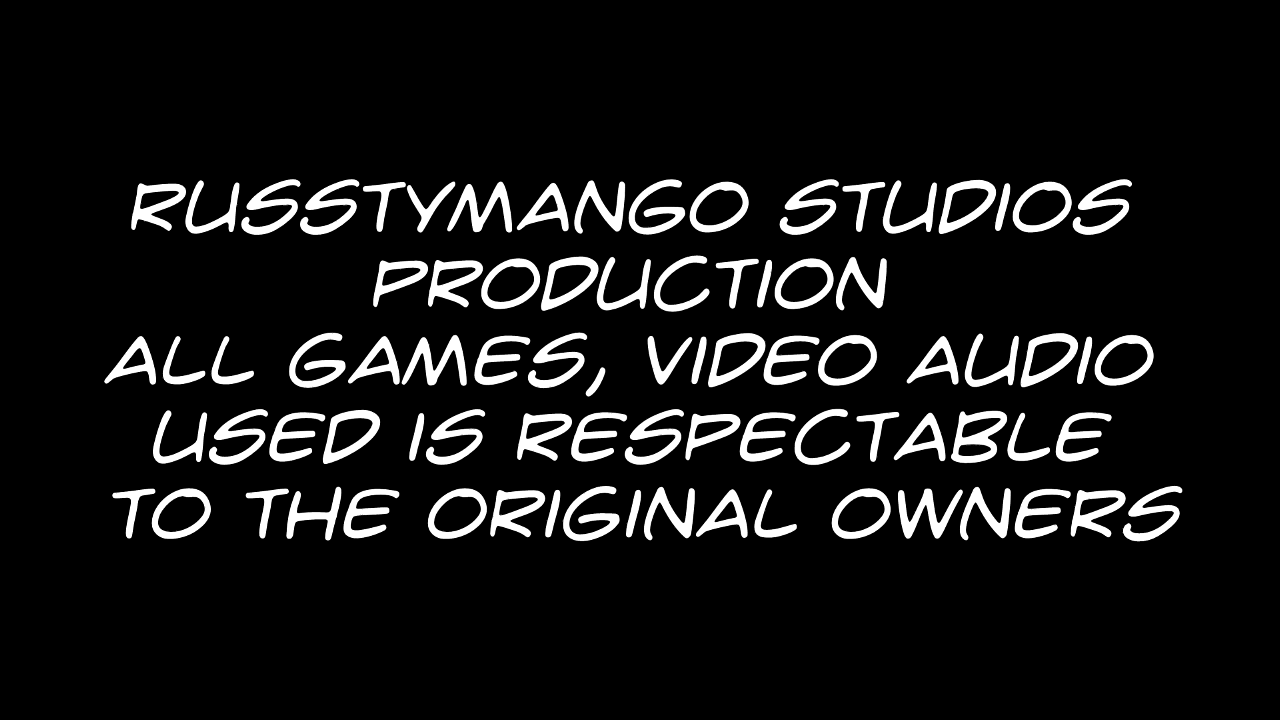 RUSSTYMANGO STUDIOS
PRODUCTION
ALL GAMES, VIDEO AUDIO
USED IS RESPECTABLE
TO THE ORIGINAL OWNERS